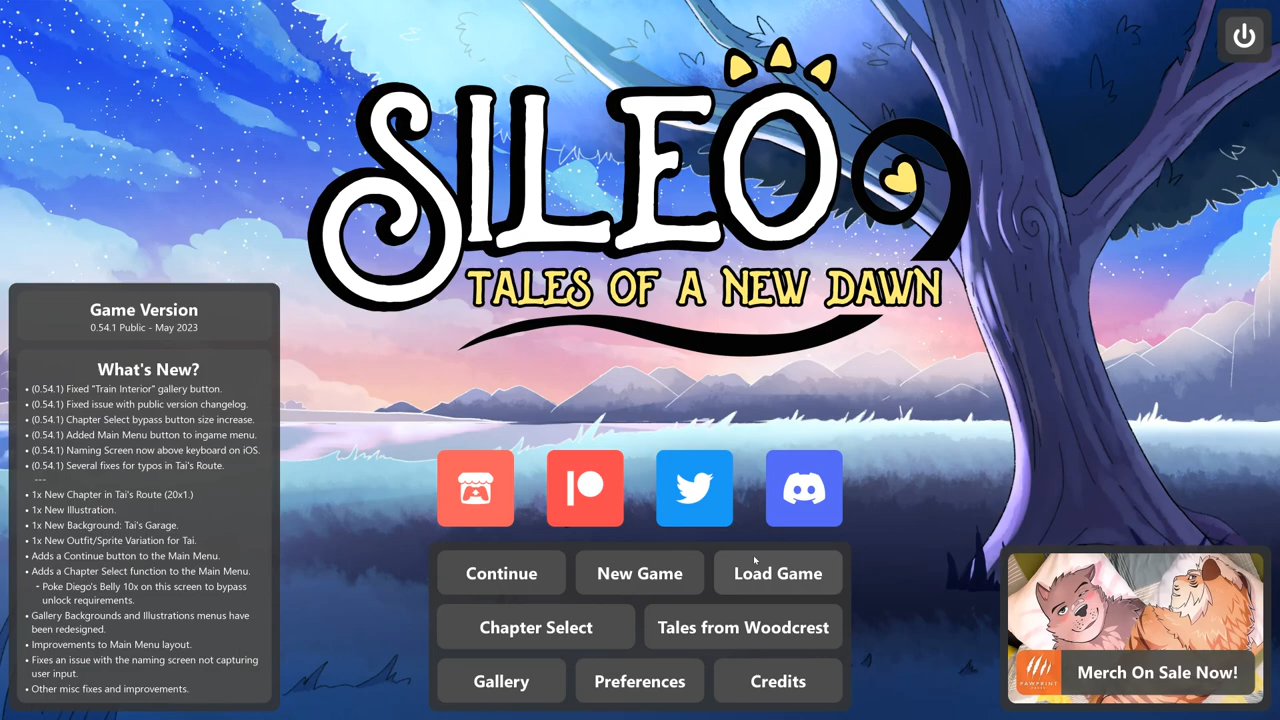 SILEO
TALES OF A NEW DAWN
Game Version
0.54.1 Public - May 2023
What's New?
• (0.54.1) Fixed "Train Interior" gallery button.
• (0.54.1) Fixed issue with public version changelog.
• (0.54.1) Chapter Select bypass button size increase.
• (0.54.1) Added Main Menu button to ingame menu.
• (0.54.1) Naming Screen now above keyboard on iOS.
• (0.54.1) Several fixes for typos in Tai's Route.
---
• 1x New Chapter in Tai's Route (20x1.)
• 1x New Illustration.
• 1x New Background: Tai's Garage.
• 1x New Outfit/Sprite Variation for Tai.
• Adds a Continue button to the Main Menu.
• Adds a Chapter Select function to the Main Menu.
- Poke Diego's Belly 10x on this screen to bypass
unlock requirements.
• Gallery Backgrounds and Illustrations menus have
been redesigned.
• Improvements to Main Menu layout.
• Fixes an issue with the naming screen not capturing
user input.
• Other misc fixes and improvements.
Continue
New Game
Load Game
Chapter Select
Tales from Woodcrest
Gallery
Preferences
Credits
PAWPRINT
Merch On Sale Now!